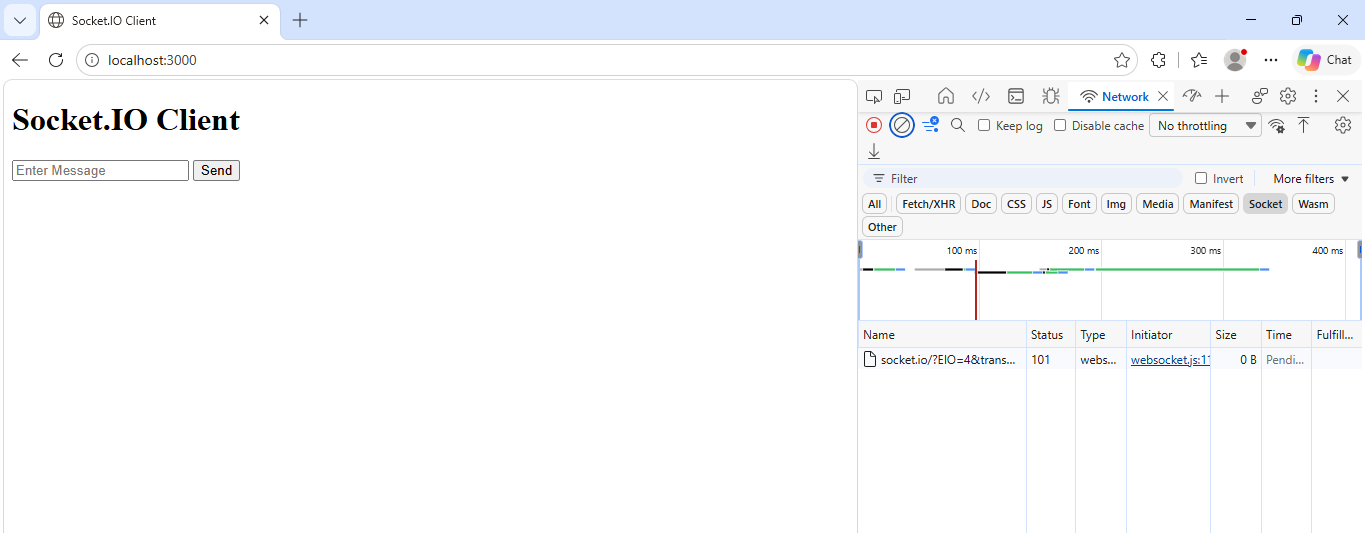 Socket.IO Client
localhost:3000
Chat
Socket.IO Client
Enter Message Send
Network
Keep log Disable cache No throttling
Filter Invert More filters
All Fetch/XHR Doc CSS JS Font Img Media Manifest Socket Wasm
Other
100 ms 200 ms 300 ms 400 ms
Name Status Type Initiator Size Time Fulfill...
socket.io/?EIO=4&trans... 101 webs... websocket.js:11 0 B Pendi...